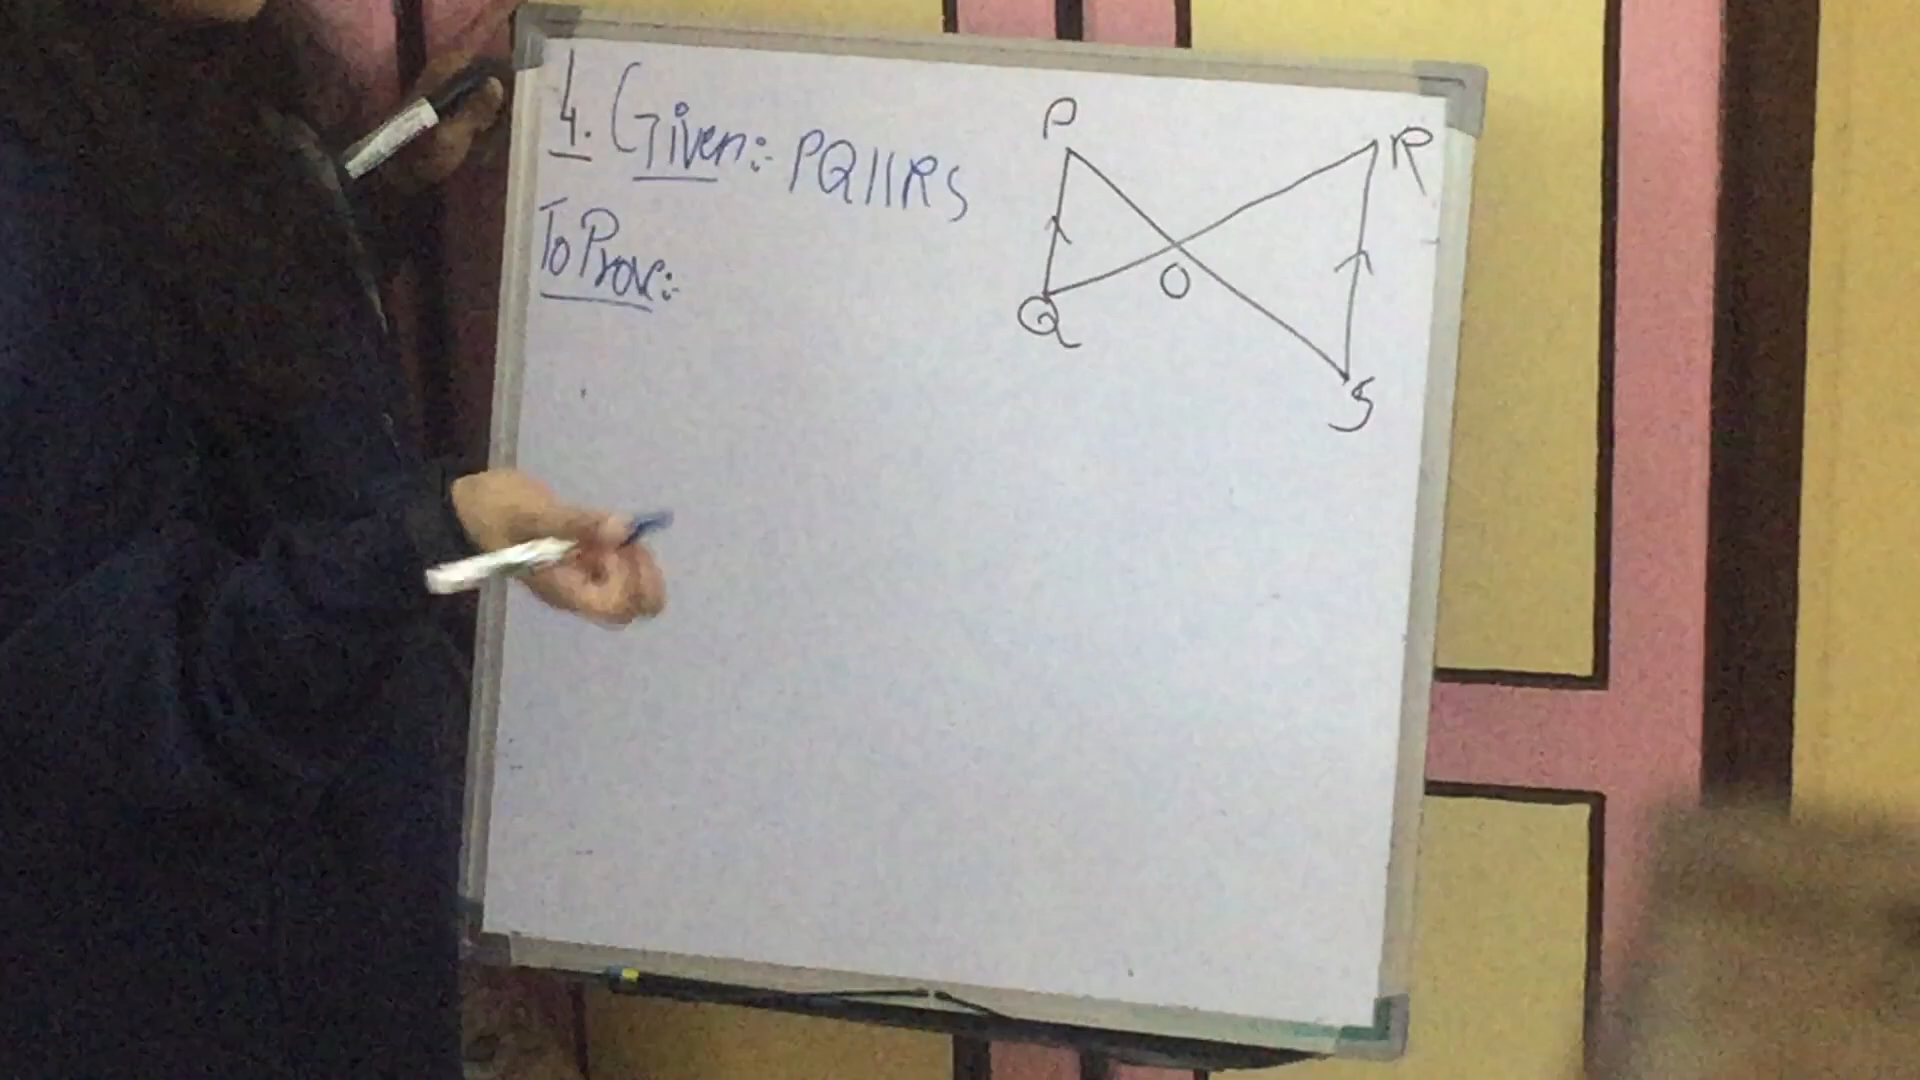 4. Given:- PQ||RS
To Prove:-
P
R
O
Q
S